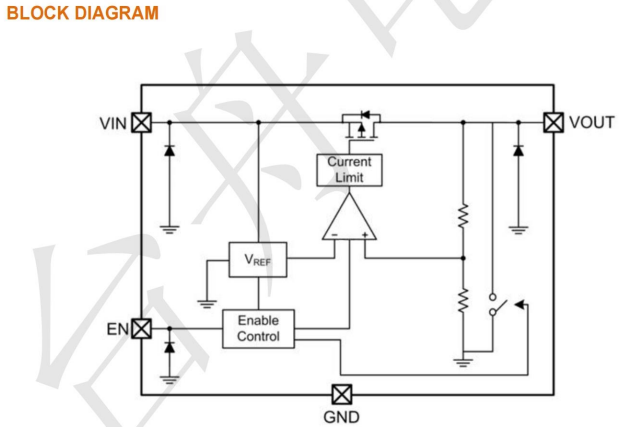 BLOCK DIAGRAM
VIN
VOUT
Current
Limit
−
+
VREF
EN
Enable
Control
GND